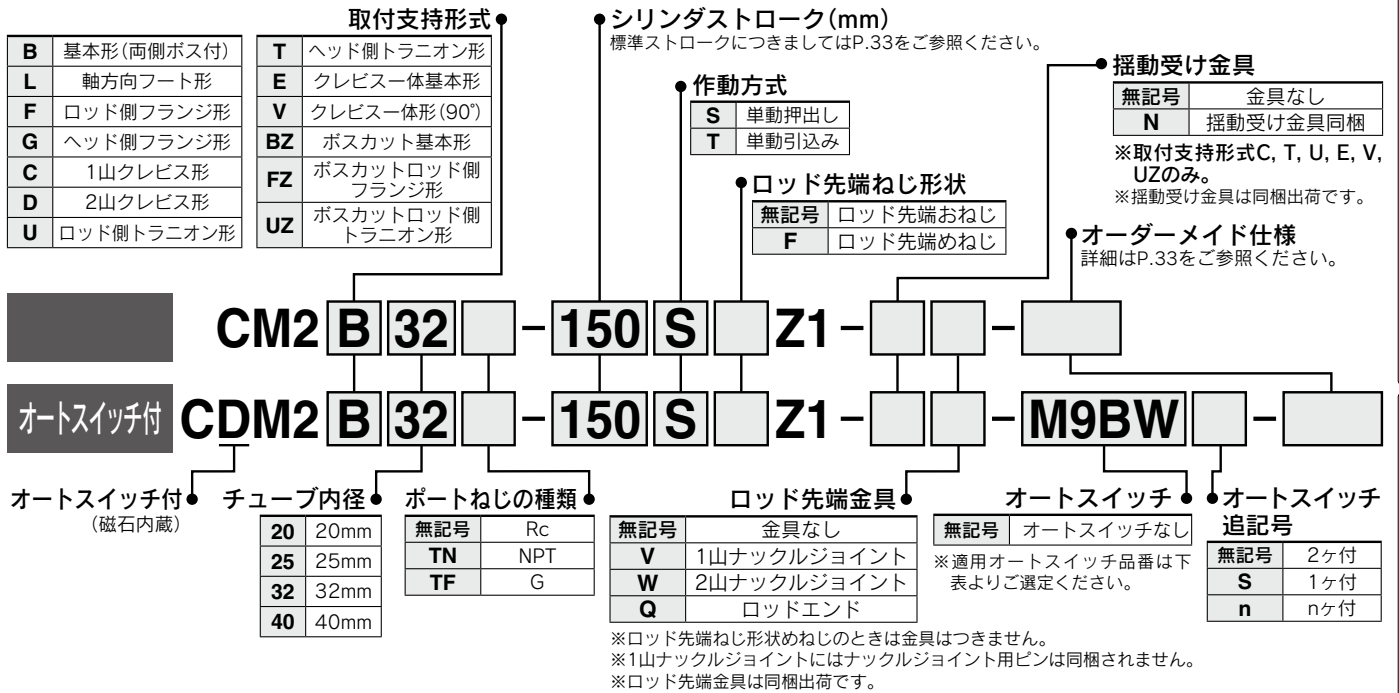 取付支持形式
B 基本形(両側ボス付)
L 軸方向フート形
F ロッド側フランジ形
G ヘッド側フランジ形
C 1山クレビス形
D 2山クレビス形
U ロッド側トラニオン形
T ヘッド側トラニオン形
E クレビス一体基本形
V クレビス一体形(90°)
BZ ボスカット基本形
FZ ボスカットロッド側
フランジ形
UZ ボスカットロッド側
トラニオン形
シリンダストローク(mm)
標準ストロークにつきましてはP.33をご参照ください。
作動方式
S 単動押出し
T 単動引込み
ロッド先端ねじ形状
無記号 ロッド先端おねじ
F ロッド先端めねじ
揺動受け金具
無記号 金具なし
N 揺動受け金具同梱
※取付支持形式C, T, U, E, V,
UZのみ。
※揺動受け金具は同梱出荷です。
オーダーメイド仕様
詳細はP.33をご参照ください。
CM2 B 32 - 150 S Z1 - -
オートスイッチ付 CDM2 B 32 - 150 S Z1 - - M9BW -
オートスイッチ付
(磁石内蔵)
チューブ内径
20 20mm
25 25mm
32 32mm
40 40mm
ポートねじの種類
無記号 Rc
TN NPT
TF G
ロッド先端金具
無記号 金具なし
V 1山ナックルジョイント
W 2山ナックルジョイント
Q ロッドエンド
※ロッド先端ねじ形状めねじのときは金具はつきません。
※1山ナックルジョイントにはナックルジョイント用ピンは同梱されません。
※ロッド先端金具は同梱出荷です。
オートスイッチ
無記号 オートスイッチなし
※適用オートスイッチ品番は下
表よりご選定ください。
オートスイッチ
追記号
無記号 2ヶ付
S 1ヶ付
n nヶ付